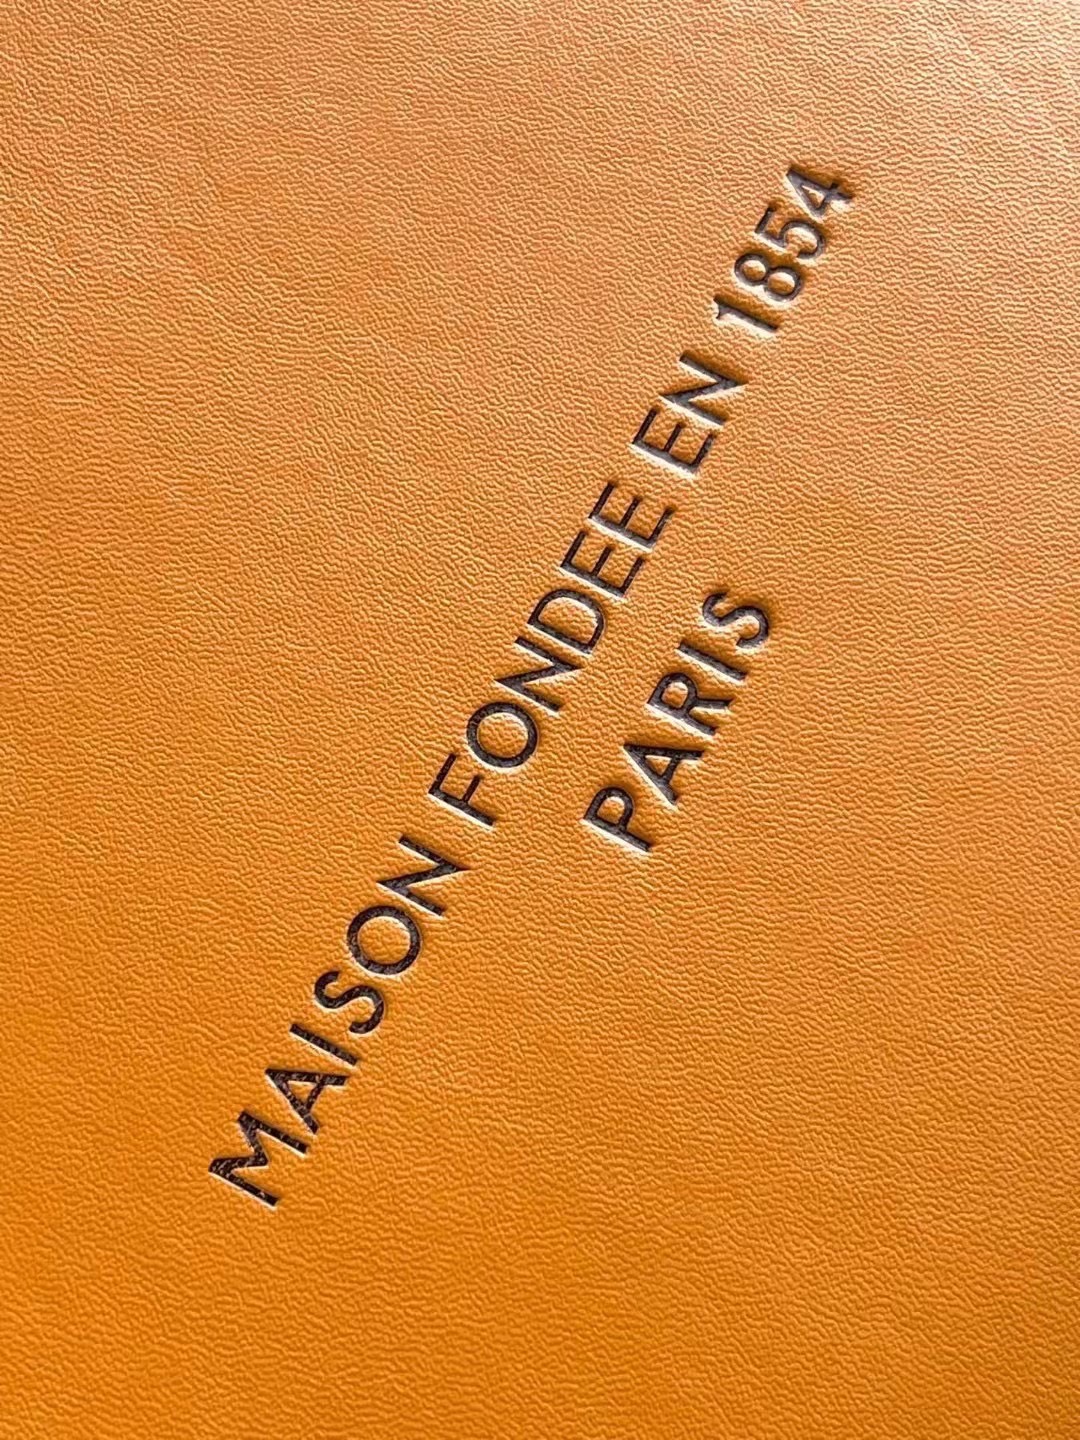 MAISON FONDEE EN 1854
PARIS